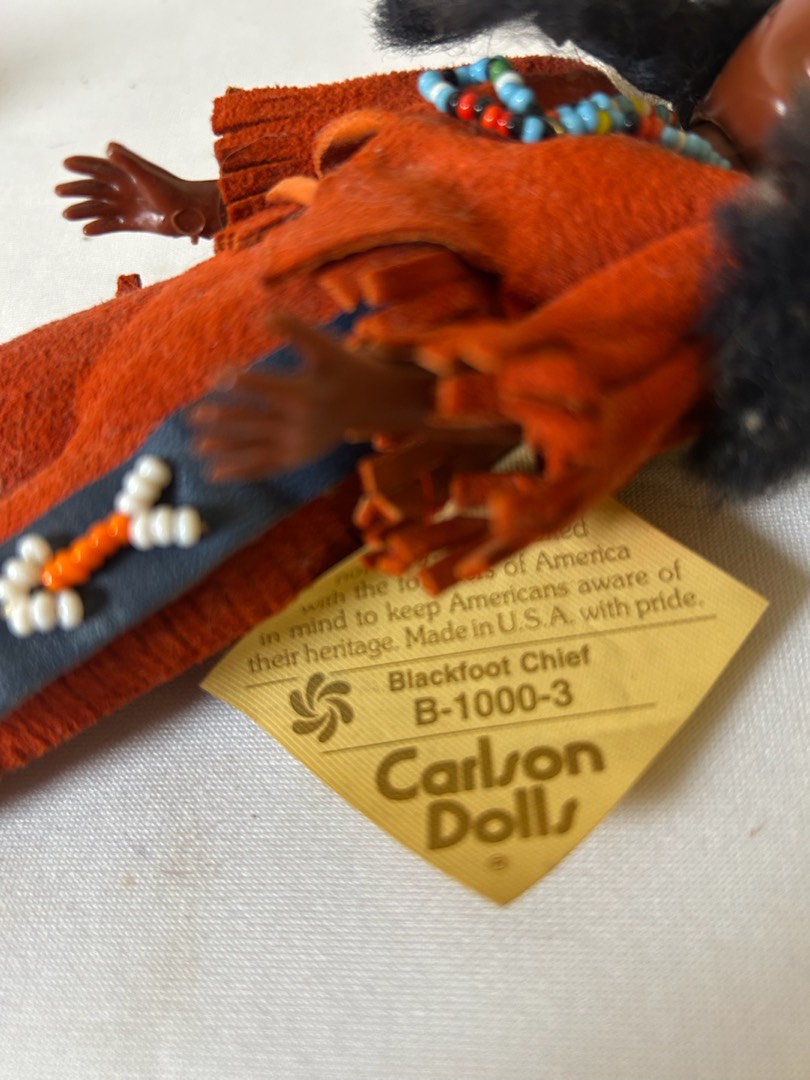 with the of America
in mind to keep Americans aware of
their heritage. Made in U.S.A. with pride.
Blackfoot Chief
B-1000-3
Carlson
Dolls
®